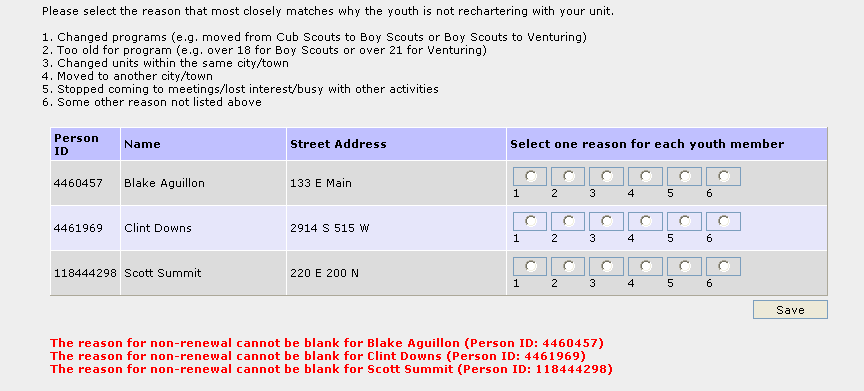 Please select the reason that most closely matches why the youth is not rechartering with your unit.
1. Changed programs (e.g. moved from Cub Scouts to Boy Scouts or Boy Scouts to Venturing)
2. Too old for program (e.g. over 18 for Boy Scouts or over 21 for Venturing)
3. Changed units within the same city/town
4. Moved to another city/town
5. Stopped coming to meetings/lost interest/busy with other activities
6. Some other reason not listed above
Person ID Name Street Address Select one reason for each youth member
4460457 Blake Aguillon 133 E Main
1 2 3 4 5 6
4461969 Clint Downs 2914 S 515 W
1 2 3 4 5 6
118444298 Scott Summit 220 E 200 N
1 2 3 4 5 6
Save
The reason for non-renewal cannot be blank for Blake Aguillon (Person ID: 4460457)
The reason for non-renewal cannot be blank for Clint Downs (Person ID: 4461969)
The reason for non-renewal cannot be blank for Scott Summit (Person ID: 118444298)